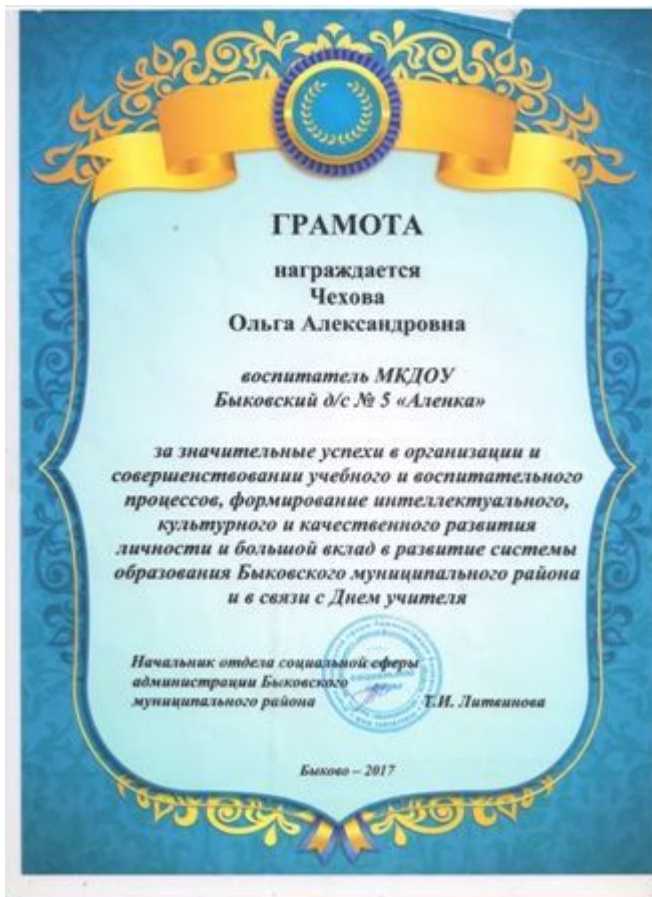 ГРАМОТА
награждается
Чехова
Ольга Александровна
воспитатель МКДОУ
Быковский д/с № 5 «Аленка»
за значительные успехи в организации и
совершенствовании учебного и воспитательного
процессов, формирование интеллектуального,
культурного и качественного развития
личности и большой вклад в развитие системы
образования Быковского муниципального района
и в связи с Днем учителя
Начальник отдела социальной сферы
администрации Быковского
муниципального района Т.И. Литвинова
Быково – 2017